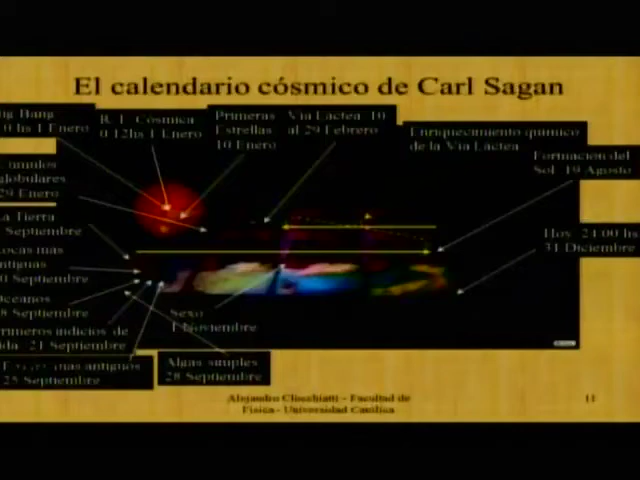 El calendario cósmico de Carl Sagan
Bang
0 hs 1 Enero
R. F. Cósmica
0 12hs 1 Enero
Primeras
Estrellas
10 Enero
Vía Láctea 10
al 29 Febrero
Enriquecimiento químico
de la Vía Láctea
Formación del
Sol 19 Agosto
globulares
29 Enero
La Tierra
Septiembre
Rocas más
antiguas
0 Septiembre
Hoy 24:00 hs
31 Diciembre
Océanos
8 Septiembre
Sexo
1 Noviembre
Primeros indicios de
vida 21 Septiembre
más antiguos
25 Septiembre
Algas simples
28 Septiembre
Alejandro Clocchiatti - Facultad de
Física - Universidad Católica
11